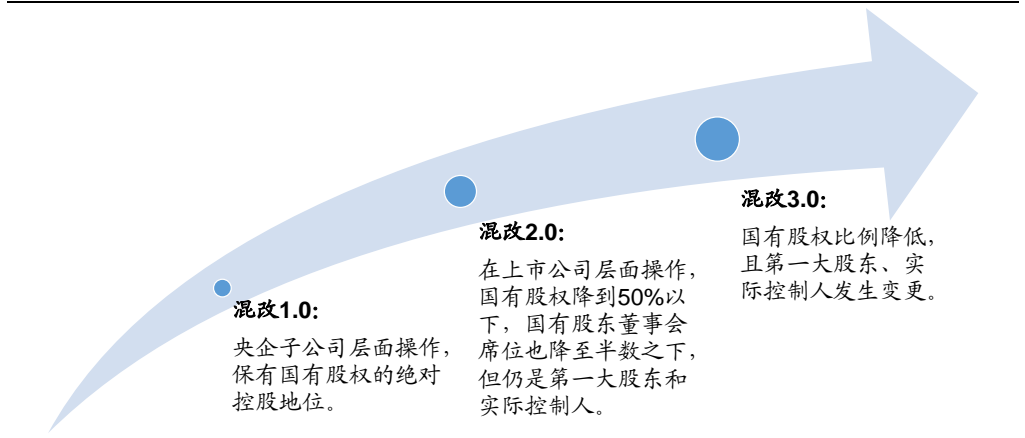 混改1.0:
央企子公司层面操作，
保有国有股权的绝对
控股地位。
混改2.0:
在上市公司层面操作，
国有股权降到50%以
下，国有股东董事会
席位也降至半数之下，
但仍是第一大股东和
实际控制人。
混改3.0:
国有股权比例降低，
且第一大股东、实
际控制人发生变更。